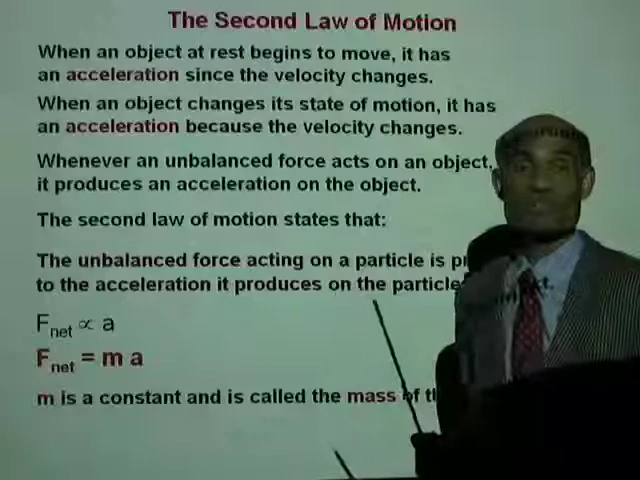 The Second Law of Motion
When an object at rest begins to move, it has
an acceleration since the velocity changes.
When an object changes its state of motion, it has
an acceleration because the velocity changes.
Whenever an unbalanced force acts on an object,
it produces an acceleration on the object.
The second law of motion states that:
The unbalanced force acting on a particle is
to the acceleration it produces on the particle
Fnet ∝ a
Fnet = m a
m is a constant and is called the mass of